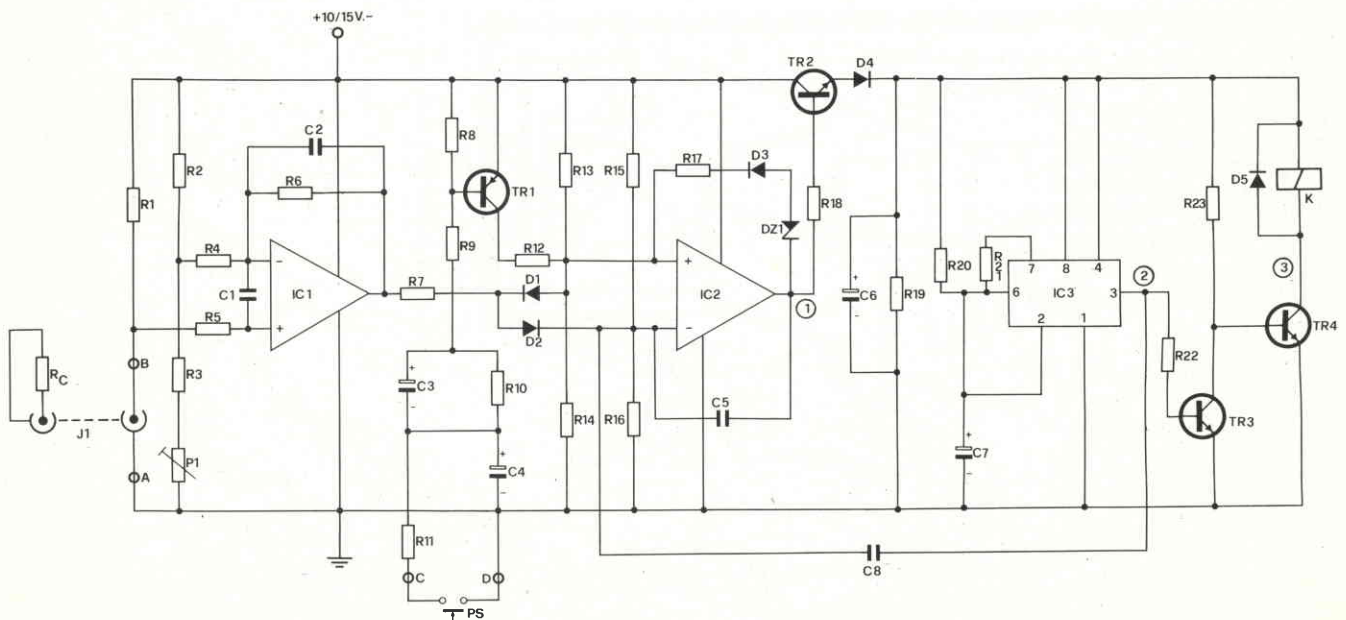 +10/15V.-
TR2
D4
C2
R8
R2
R6
R13
R15
R17
D3
TR1
R1
DZ1
R18
D5
K
R23
R4
R9
R12
R20
R21
7
8
4
C1
IC1
R7
D1
IC2
1
C6
R19
6
IC3
3
2
3
R5
D2
2
1
TR4
B
RC
R3
C3
R10
C5
R22
J1
R14
R16
TR3
P1
A
C4
C7
R11
C
D
C8
PS
+
-
+
-
+
-
+
-
+
-
+
-